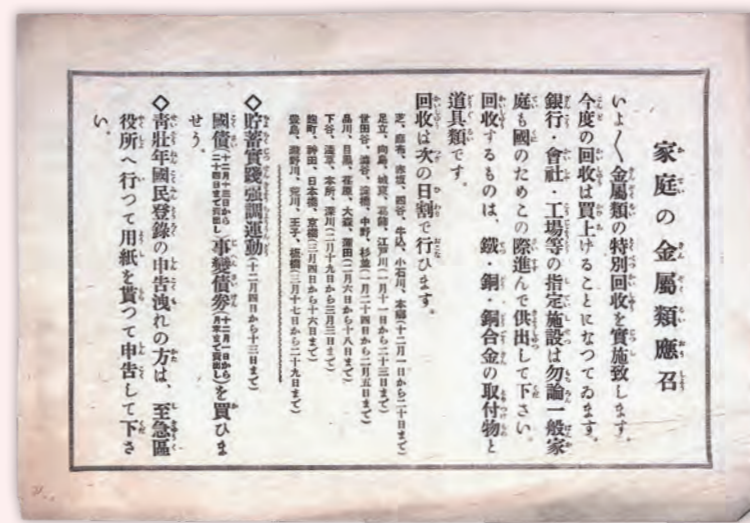 家庭の金屬類應召
いよ〳〵金屬類の特別回收を實施致します。
今度の回收は買上げることになつてゐます。
銀行・會社・工場等の指定施設は勿論一般家
庭も國のためこの際進んで供出して下さい。
回收するものは、鐵・銅・銅合金の取付物と
道具類です。
回收は次の日割で行ひます。
芝、麻布、赤坂、四谷、牛込、小石川、本鄕(十二月一日から二十日まで)
足立、向島、城東、葛飾、江戸川(一月十一日から二十三日まで)
世田谷、澁谷、淀橋、中野、杉並(一月二十四日から二月五日まで)
品川、目黒、荏原、大森、蒲田(二月六日から十八日まで)
下谷、淺草、本所、深川(二月十九日から三月三日まで)
麴町、神田、日本橋、京橋(三月四日から十六日まで)
豊島、瀧野川、荒川、王子、板橋(三月十七日から二十九日まで)
◇貯蓄實踐强調運動(十二月四日から十三日まで)
國債(十二月十三日から二十四日まで賣出し)事變債券(十二月一日から月末まで賣出し)を買ひま
せう。
◇靑壯年國民登錄の申告洩れの方は、至急區
役所へ行つて用紙を貰つて申告して下さ
い。